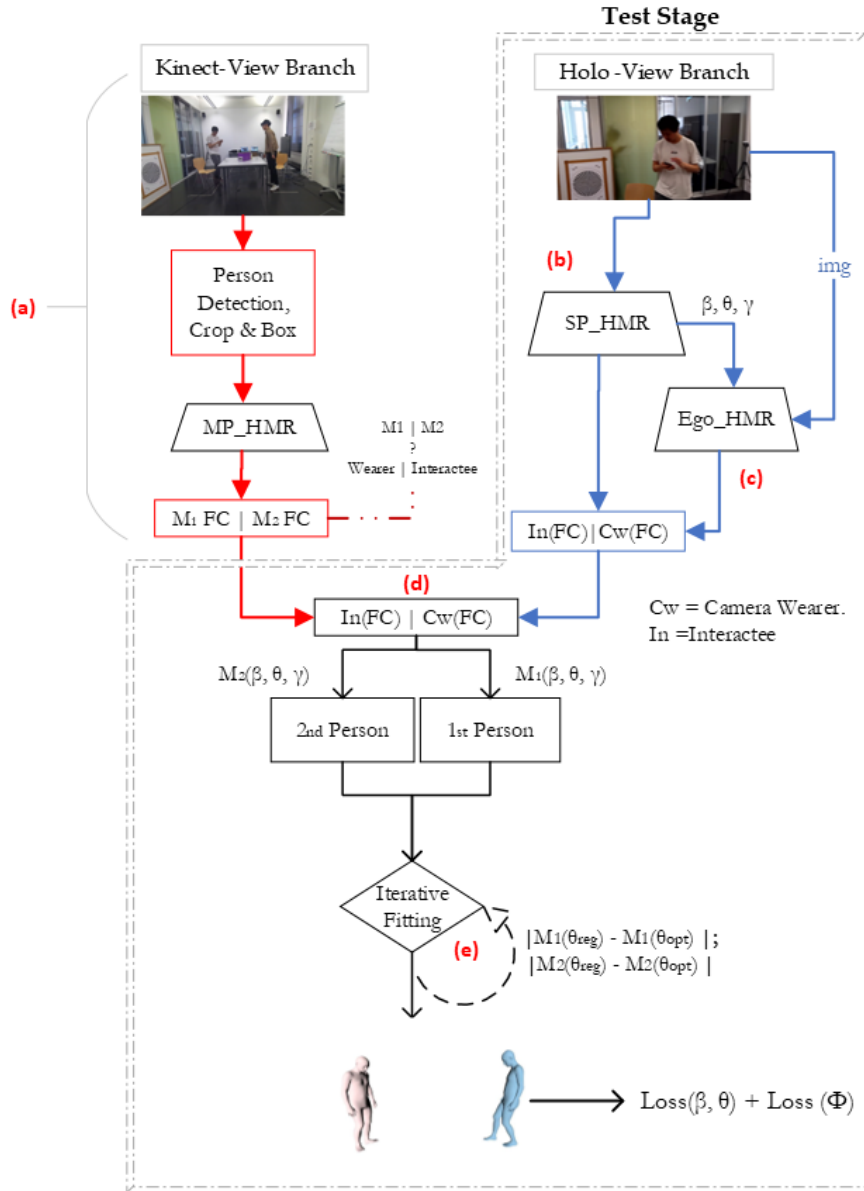 Test Stage
Kinect-View Branch
Holo -View Branch
(a)
Person
Detection,
Crop & Box
(b)
img
SP_HMR
β, θ, γ
MP_HMR
M1 | M2
?
Wearer | Interactee
Ego_HMR
(c)
M1 FC | M2 FC
In(FC)|Cw(FC)
(d)
In(FC) | Cw(FC)
Cw = Camera Wearer.
In =Interactee
M2(β, θ, γ)
M1(β, θ, γ)
2nd Person
1st Person
Iterative
Fitting
(e)
|M1(θreg) - M1(θopt) |;
|M2(θreg) - M2(θopt) |
Loss(β, θ) + Loss (Φ)